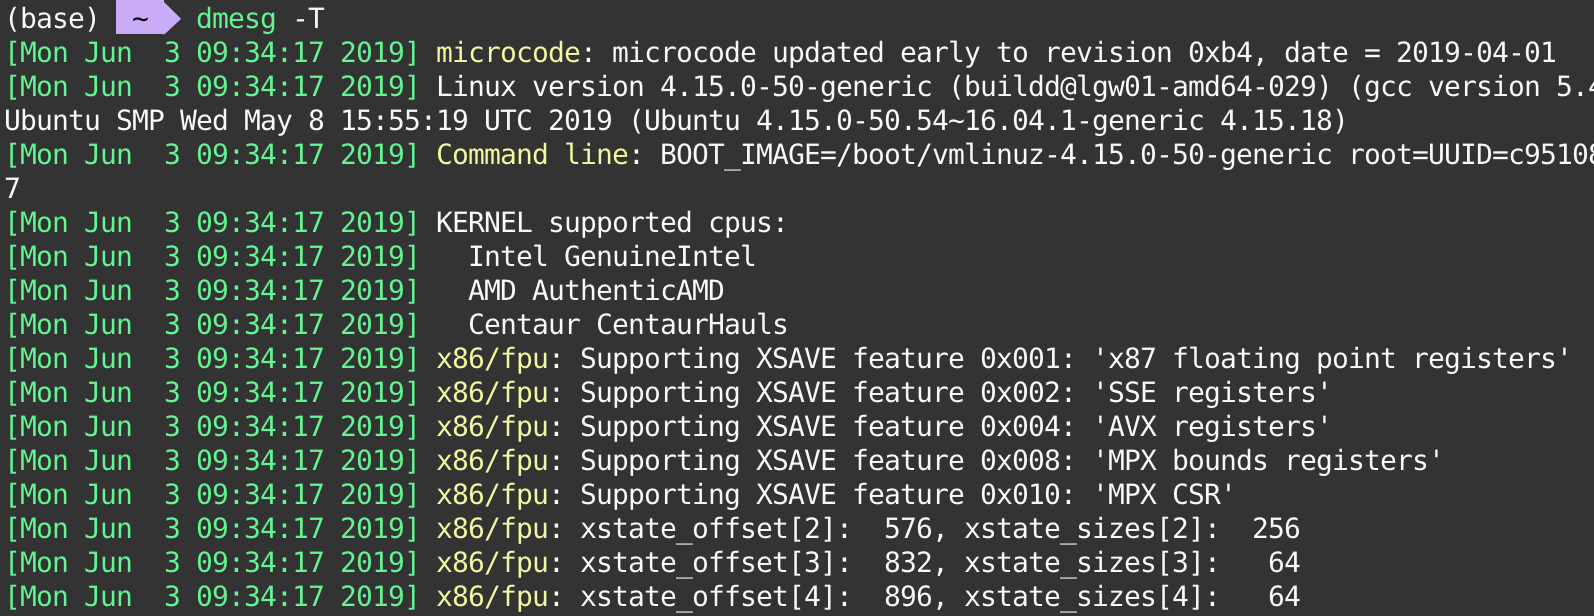 (base) ~ dmesg -T
[Mon Jun  3 09:34:17 2019] microcode: microcode updated early to revision 0xb4, date = 2019-04-01
[Mon Jun  3 09:34:17 2019] Linux version 4.15.0-50-generic (buildd@lgw01-amd64-029) (gcc version 5.4
Ubuntu SMP Wed May 8 15:55:19 UTC 2019 (Ubuntu 4.15.0-50.54~16.04.1-generic 4.15.18)
[Mon Jun  3 09:34:17 2019] Command line: BOOT_IMAGE=/boot/vmlinuz-4.15.0-50-generic root=UUID=c95108
7
[Mon Jun  3 09:34:17 2019] KERNEL supported cpus:
[Mon Jun  3 09:34:17 2019]   Intel GenuineIntel
[Mon Jun  3 09:34:17 2019]   AMD AuthenticAMD
[Mon Jun  3 09:34:17 2019]   Centaur CentaurHauls
[Mon Jun  3 09:34:17 2019] x86/fpu: Supporting XSAVE feature 0x001: 'x87 floating point registers'
[Mon Jun  3 09:34:17 2019] x86/fpu: Supporting XSAVE feature 0x002: 'SSE registers'
[Mon Jun  3 09:34:17 2019] x86/fpu: Supporting XSAVE feature 0x004: 'AVX registers'
[Mon Jun  3 09:34:17 2019] x86/fpu: Supporting XSAVE feature 0x008: 'MPX bounds registers'
[Mon Jun  3 09:34:17 2019] x86/fpu: Supporting XSAVE feature 0x010: 'MPX CSR'
[Mon Jun  3 09:34:17 2019] x86/fpu: xstate_offset[2]:  576, xstate_sizes[2]:  256
[Mon Jun  3 09:34:17 2019] x86/fpu: xstate_offset[3]:  832, xstate_sizes[3]:   64
[Mon Jun  3 09:34:17 2019] x86/fpu: xstate_offset[4]:  896, xstate_sizes[4]:   64